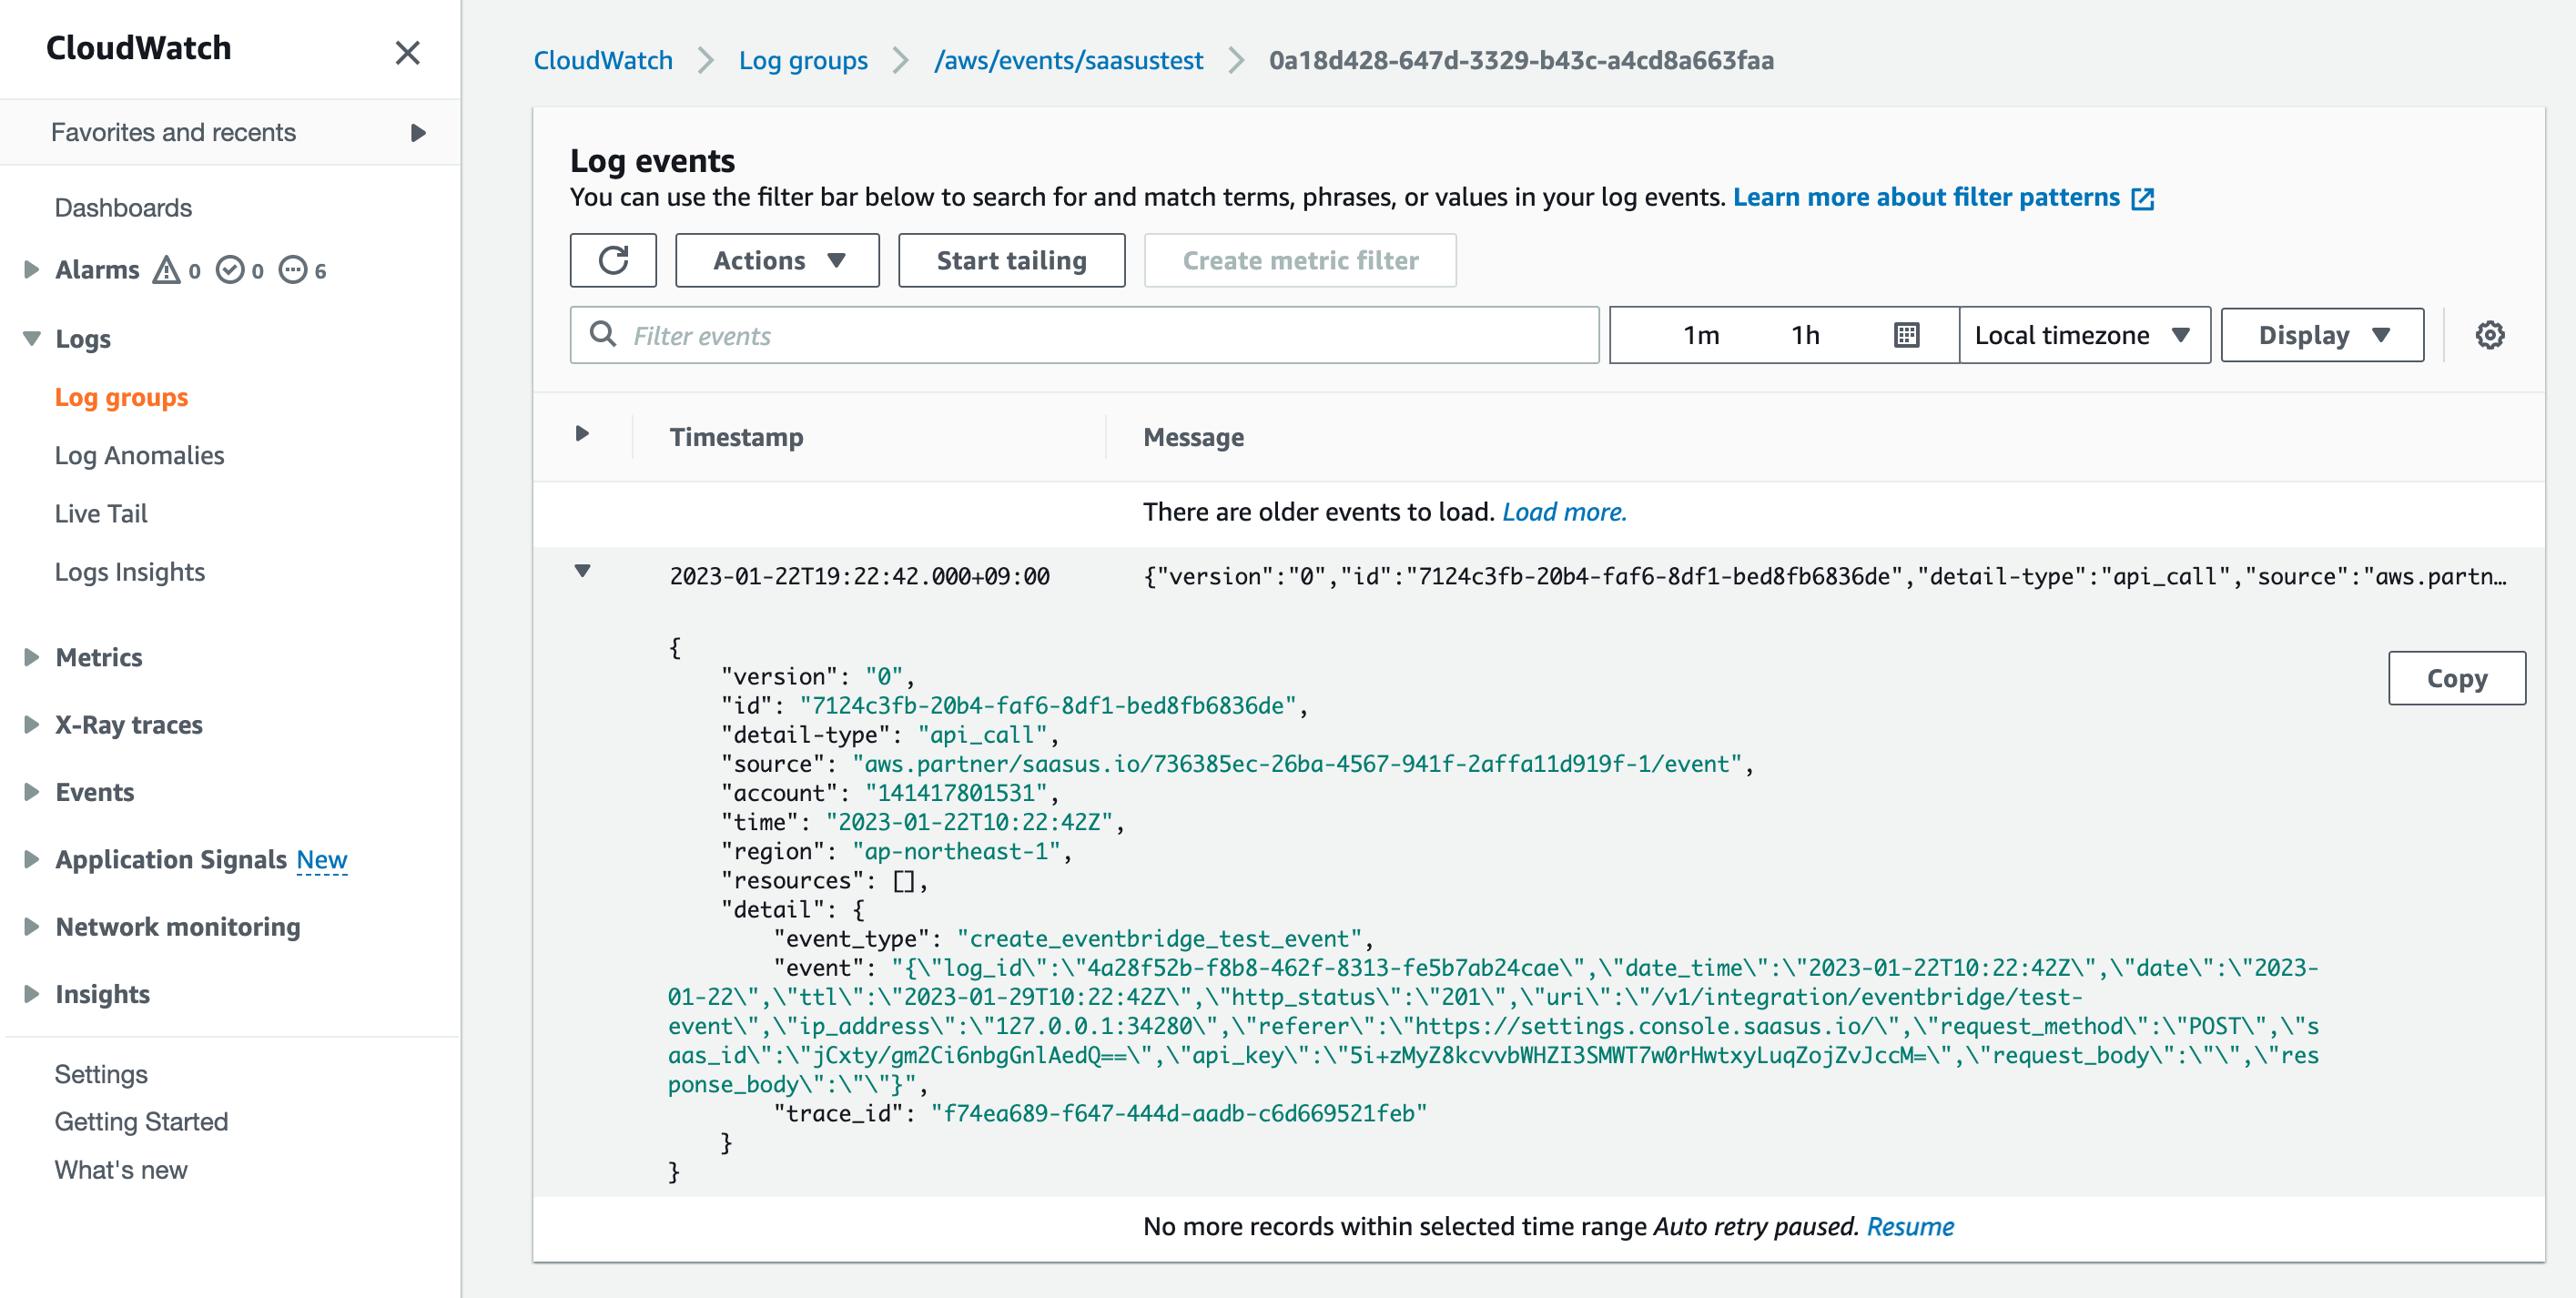 CloudWatch
Favorites and recents
Dashboards
Alarms 0 0 6
Logs
Log groups
Log Anomalies
Live Tail
Logs Insights
Metrics
X-Ray traces
Events
Application Signals New
Network monitoring
Insights
Settings
Getting Started
What's new
CloudWatch > Log groups > /aws/events/saasustest > 0a18d428-647d-3329-b43c-a4cd8a663faa
Log events
You can use the filter bar below to search for and match terms, phrases, or values in your log events. Learn more about filter patterns
Actions Start tailing Create metric filter
Filter events 1m 1h Local timezone Display
Timestamp Message
There are older events to load. Load more.
2023-01-22T19:22:42.000+09:00 {"version":"0","id":"7124c3fb-20b4-faf6-8df1-bed8fb6836de","detail-type":"api_call","source":"aws.partn…
Copy
{
"version": "0",
"id": "7124c3fb-20b4-faf6-8df1-bed8fb6836de",
"detail-type": "api_call",
"source": "aws.partner/saasus.io/736385ec-26ba-4567-941f-2affa11d919f-1/event",
"account": "141417801531",
"time": "2023-01-22T10:22:42Z",
"region": "ap-northeast-1",
"resources": [],
"detail": {
"event_type": "create_eventbridge_test_event",
"event": "{\"log_id\":\"4a28f52b-f8b8-462f-8313-fe5b7ab24cae\",\"date_time\":\"2023-01-22T10:22:42Z\",\"date\":\"2023-
01-22\",\"ttl\":\"2023-01-29T10:22:42Z\",\"http_status\":\"201\",\"uri\":\"/v1/integration/eventbridge/test-
event\",\"ip_address\":\"127.0.0.1:34280\",\"referer\":\"https://settings.console.saasus.io/\",\"request_method\":\"POST\",\"s
aas_id\":\"jCxty/gm2Ci6nbgGnlAedQ==\",\"api_key\":\"5i+zMyZ8kcvvbWHZI3SMWT7w0rHwtxyLuqZojZvJccM=\",\"request_body\":\"\",\"res
ponse_body\":\"\"}",
"trace_id": "f74ea689-f647-444d-aadb-c6d669521feb"
}
}
No more records within selected time range Auto retry paused. Resume